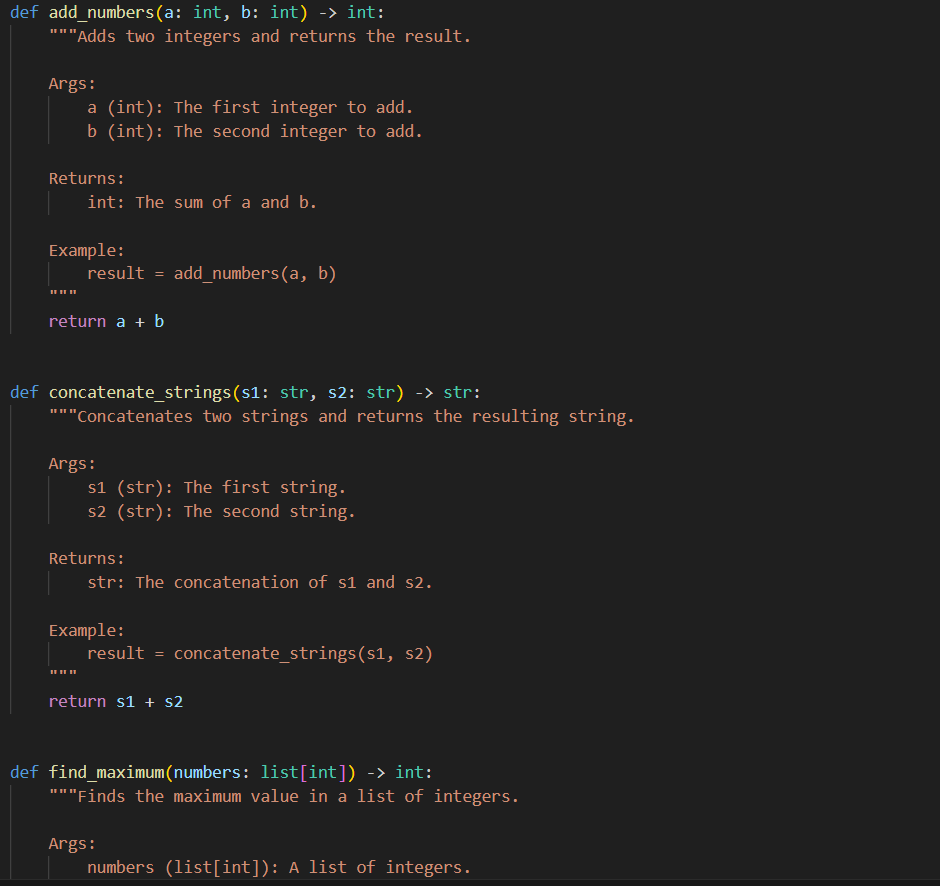 def add_numbers(a: int, b: int) -> int:
    """Adds two integers and returns the result.

    Args:
        a (int): The first integer to add.
        b (int): The second integer to add.

    Returns:
        int: The sum of a and b.

    Example:
        result = add_numbers(a, b)
    """
    return a + b


def concatenate_strings(s1: str, s2: str) -> str:
    """Concatenates two strings and returns the resulting string.

    Args:
        s1 (str): The first string.
        s2 (str): The second string.

    Returns:
        str: The concatenation of s1 and s2.

    Example:
        result = concatenate_strings(s1, s2)
    """
    return s1 + s2


def find_maximum(numbers: list[int]) -> int:
    """Finds the maximum value in a list of integers.

    Args:
        numbers (list[int]): A list of integers.